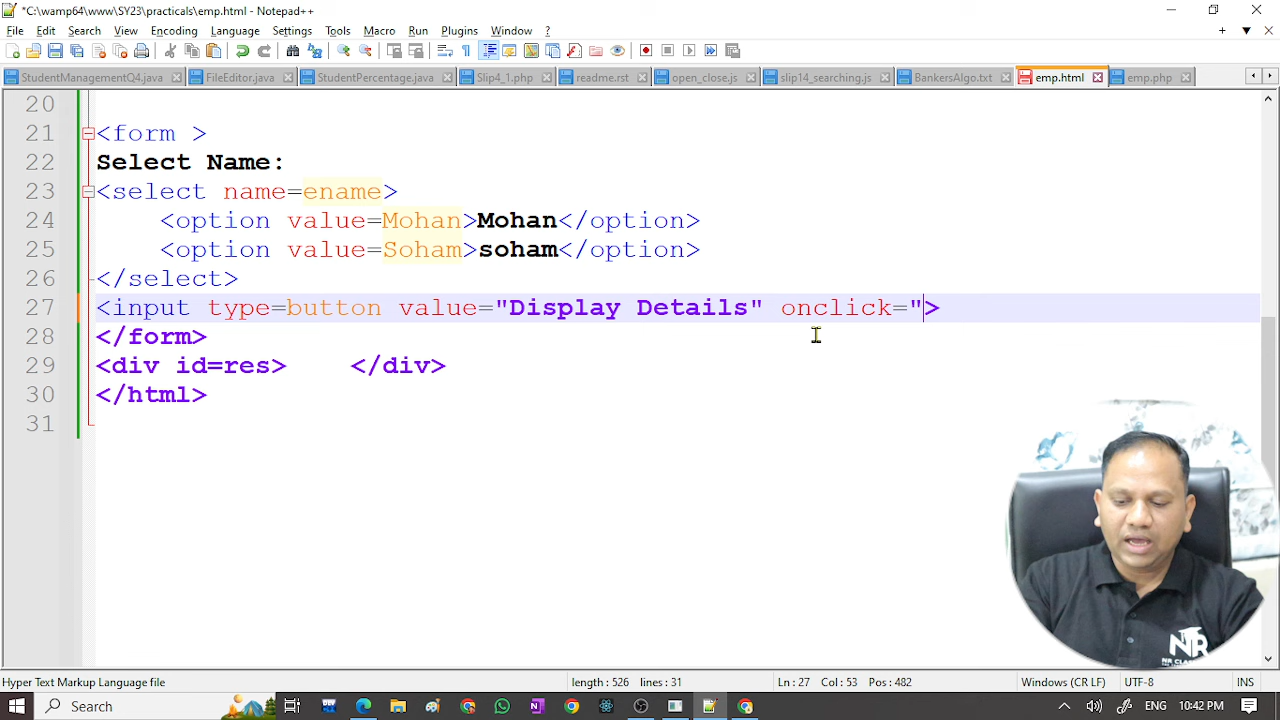 *C:\wamp64\www\SY23\practicals\emp.html - Notepad++
File Edit Search View Encoding Language Settings Tools Macro Run Plugins Window ?
StudentManagementQ4.java FileEditor.java StudentPercentage.java Slip4_1.php readme.rst open_close.js slip14_searching.js BankersAlgo.txt emp.html emp.php
20
21 <form >
22 Select Name:
23 <select name=ename>
24 <option value=Mohan>Mohan</option>
25 <option value=Soham>soham</option>
26 </select>
27 <input type=button value="Display Details" onclick=">
28 </form>
29 <div id=res> </div>
30 </html>
31
NR
Hyper Text Markup Language file length : 526 lines : 31 Ln : 27 Col : 53 Pos : 482 Windows (CR LF) UTF-8 INS
Search ENG 10:42 PM